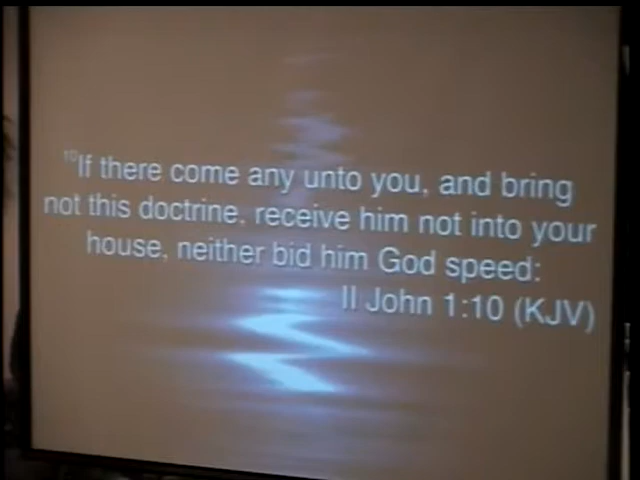 10If there come any unto you, and bring
not this doctrine, receive him not into your
house, neither bid him God speed:
II John 1:10 (KJV)